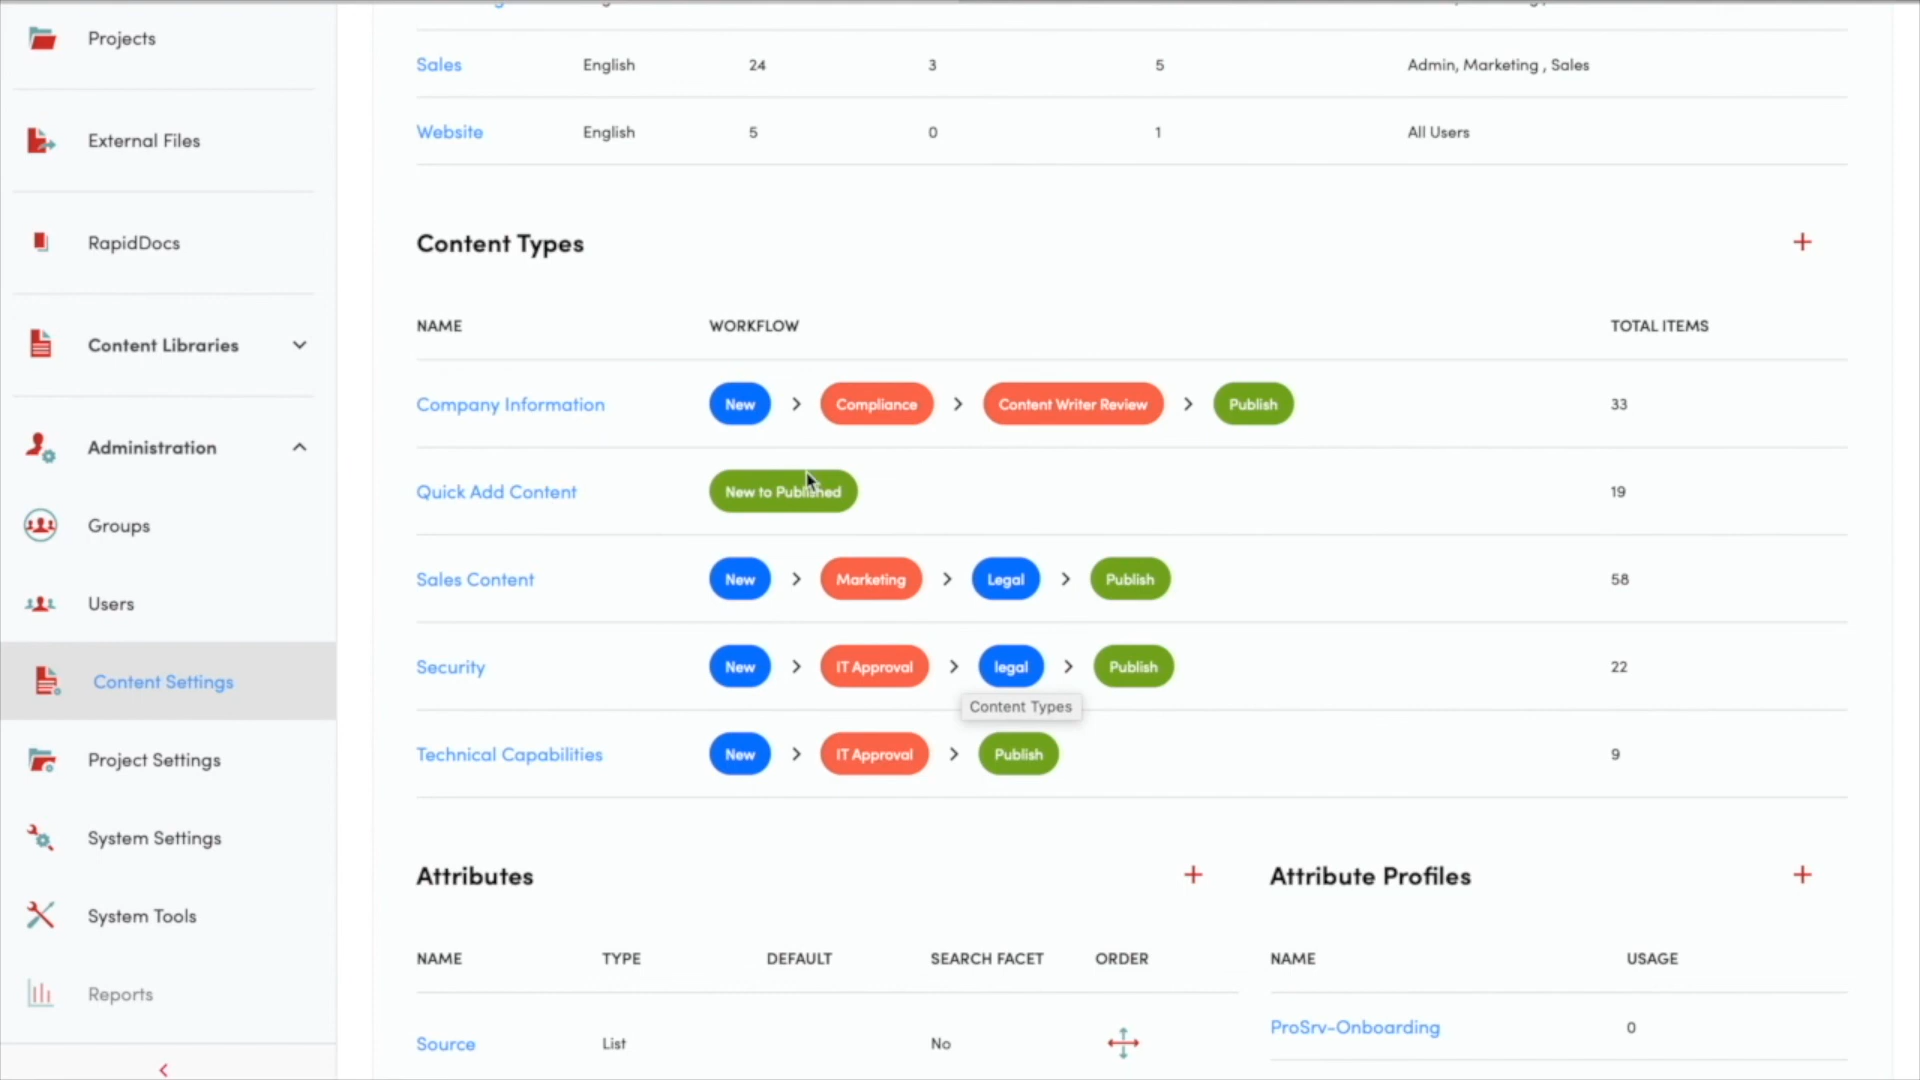 Projects
External Files
RapidDocs
Content Libraries
Administration
Groups
Users
Content Settings
Project Settings
System Settings
System Tools
Reports
Sales English 24 3 5 Admin, Marketing , Sales
Website English 5 0 1 All Users
Content Types
NAME WORKFLOW TOTAL ITEMS
Company Information New > Compliance > Content Writer Review > Publish 33
Quick Add Content New to Published 19
Sales Content New > Marketing > Legal > Publish 58
Security New > IT Approval > legal > Publish 22
Content Types
Technical Capabilities New > IT Approval > Publish 9
Attributes
NAME TYPE DEFAULT SEARCH FACET ORDER
Source List No
Attribute Profiles
NAME USAGE
ProSrv-Onboarding 0